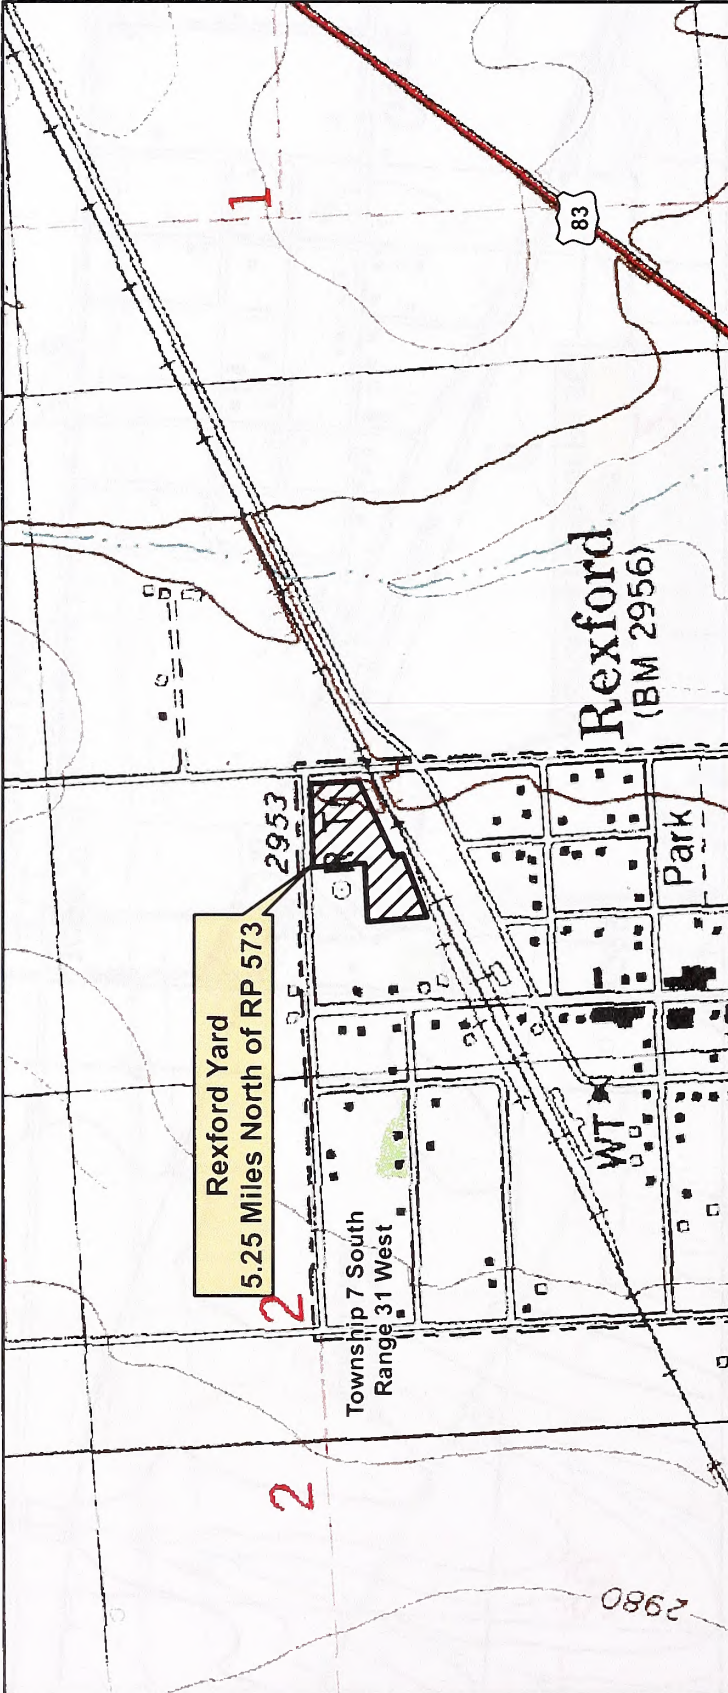 1
83
Rexford
(BM 2956)
2953
Rexford Yard
5.25 Miles North of RP 573
Park
WT
2
Township 7 South
Range 31 West
2
2980